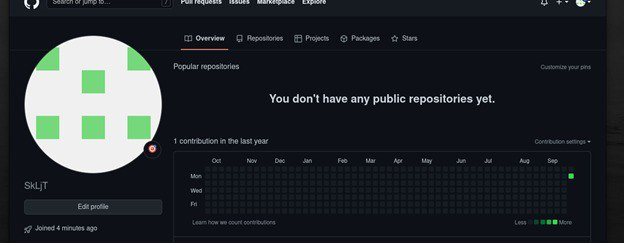 Search or jump to...
/
Pull requests Issues Marketplace Explore
Overview Repositories Projects Packages Stars
Popular repositories
Customize your pins
You don't have any public repositories yet.
1 contribution in the last year
Contribution settings
Oct Nov Dec Jan Feb Mar Apr May Jun Jul Aug Sep
Mon
Wed
Fri
Learn how we count contributions
Less More
SkLjT
Edit profile
Joined 4 minutes ago